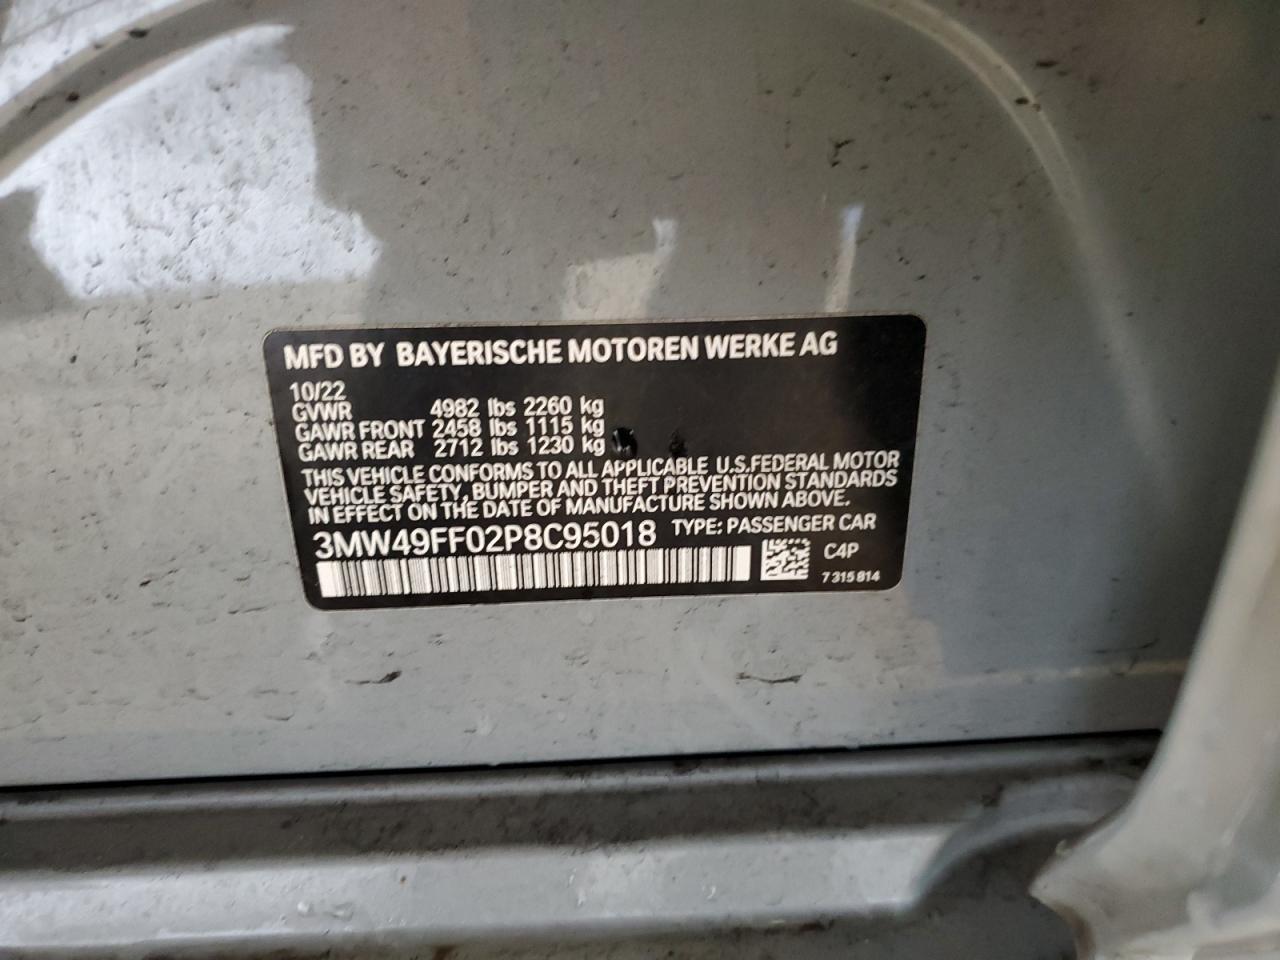 MFD BY BAYERISCHE MOTOREN WERKE AG
10/22
GVWR 4982 lbs 2260 kg
GAWR FRONT 2458 lbs 1115 kg
GAWR REAR 2712 lbs 1230 kg
THIS VEHICLE CONFORMS TO ALL APPLICABLE U.S.FEDERAL MOTOR
VEHICLE SAFETY, BUMPER AND THEFT PREVENTION STANDARDS
IN EFFECT ON THE DATE OF MANUFACTURE SHOWN ABOVE.
3MW49FF02P8C95018 TYPE: PASSENGER CAR
C4P
7 315 814